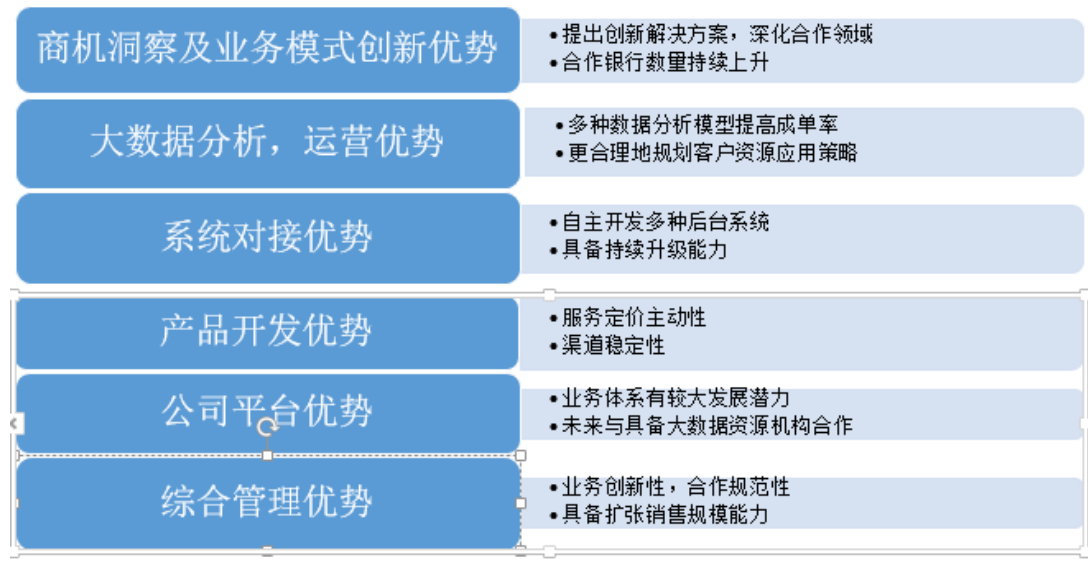 商机洞察及业务模式创新优势
•提出创新解决方案，深化合作领域
•合作银行数量持续上升
大数据分析，运营优势
•多种数据分析模型提高成单率
•更合理地规划客户资源应用策略
系统对接优势
•自主开发多种后台系统
•具备持续升级能力
产品开发优势
•服务定价主动性
•渠道稳定性
公司平台优势
•业务体系有较大发展潜力
•未来与具备大数据资源机构合作
综合管理优势
•业务创新性，合作规范性
•具备扩张销售规模能力